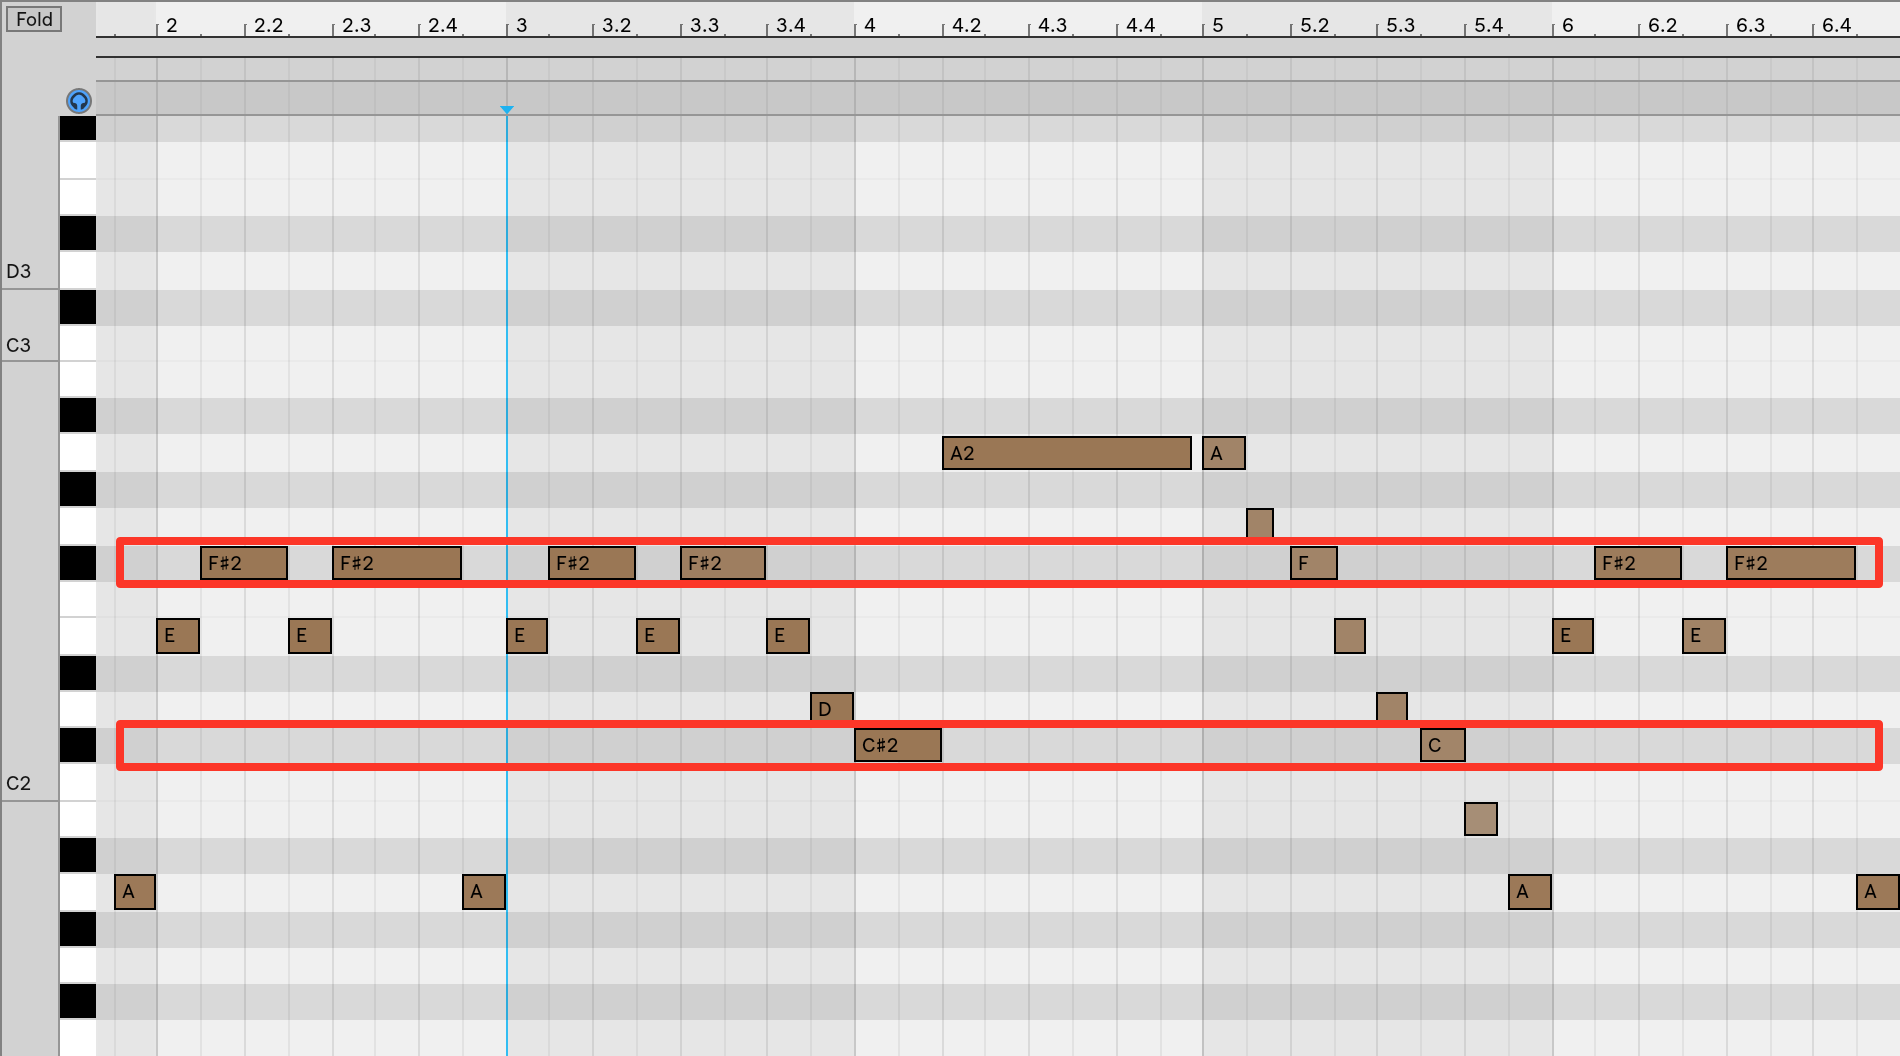 Fold
2 2.2 2.3 2.4 3 3.2 3.3 3.4 4 4.2 4.3 4.4 5 5.2 5.3 5.4 6 6.2 6.3 6.4
D3
C3
A2 A
F♯2 F♯2 F♯2 F♯2 F F♯2 F♯2
E E E E E E E
D
C♯2 C
C2
A A A A